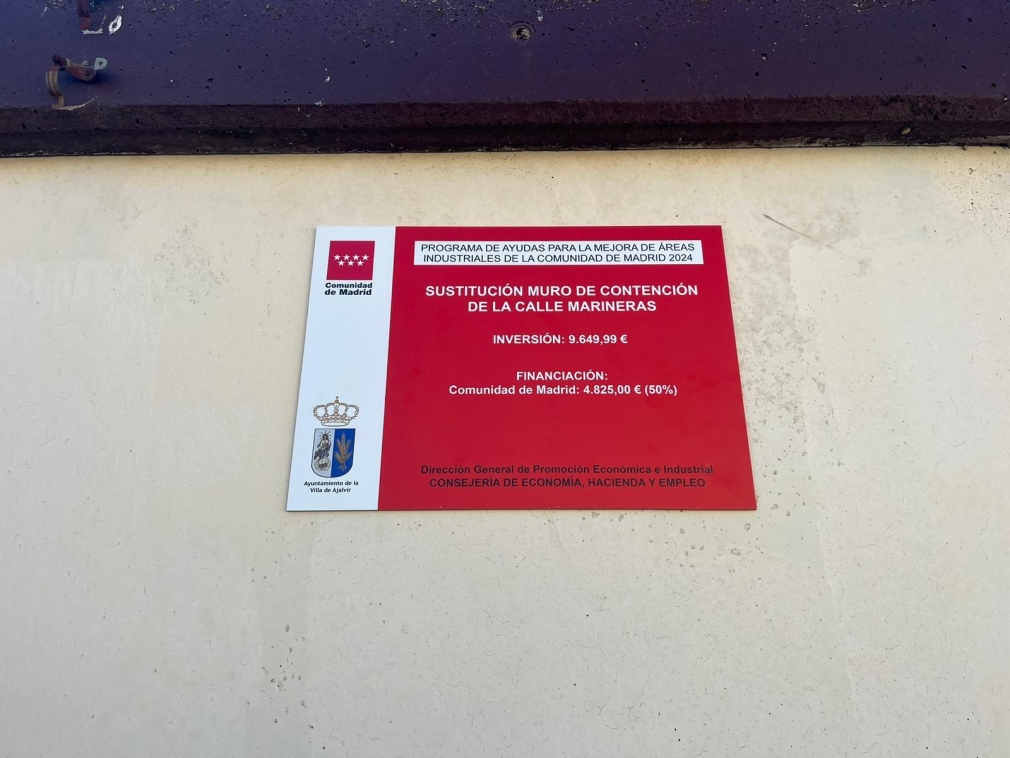 Comunidad
de Madrid
PROGRAMA DE AYUDAS PARA LA MEJORA DE ÁREAS
INDUSTRIALES DE LA COMUNIDAD DE MADRID 2024
SUSTITUCIÓN MURO DE CONTENCIÓN
DE LA CALLE MARINERAS
INVERSIÓN: 9.649,99 €
FINANCIACIÓN:
Comunidad de Madrid: 4.825,00 € (50%)
Dirección General de Promoción Económica e Industrial
CONSEJERÍA DE ECONOMÍA, HACIENDA Y EMPLEO
Ayuntamiento de la
Villa de Ajalvir